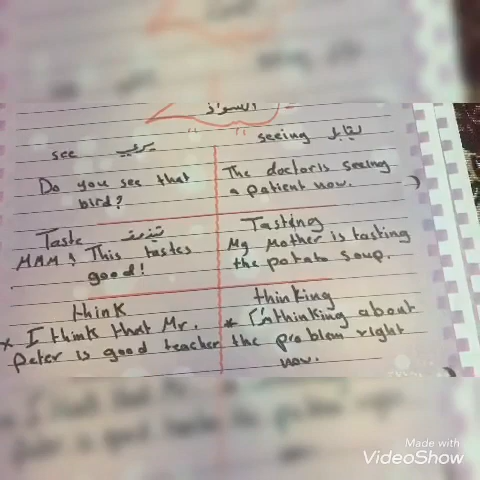 see يرى
seeing يقابل
Do you see that
bird?
The doctor is seeing
a patient now.
Taste
MMM! This tastes
good!
Tasting
My Mother is tasting
the potato soup.
think
* I think that Mr.
peter is good teacher
thinking
* I'm thinking about
the problem right
now.
Made with
VideoShow